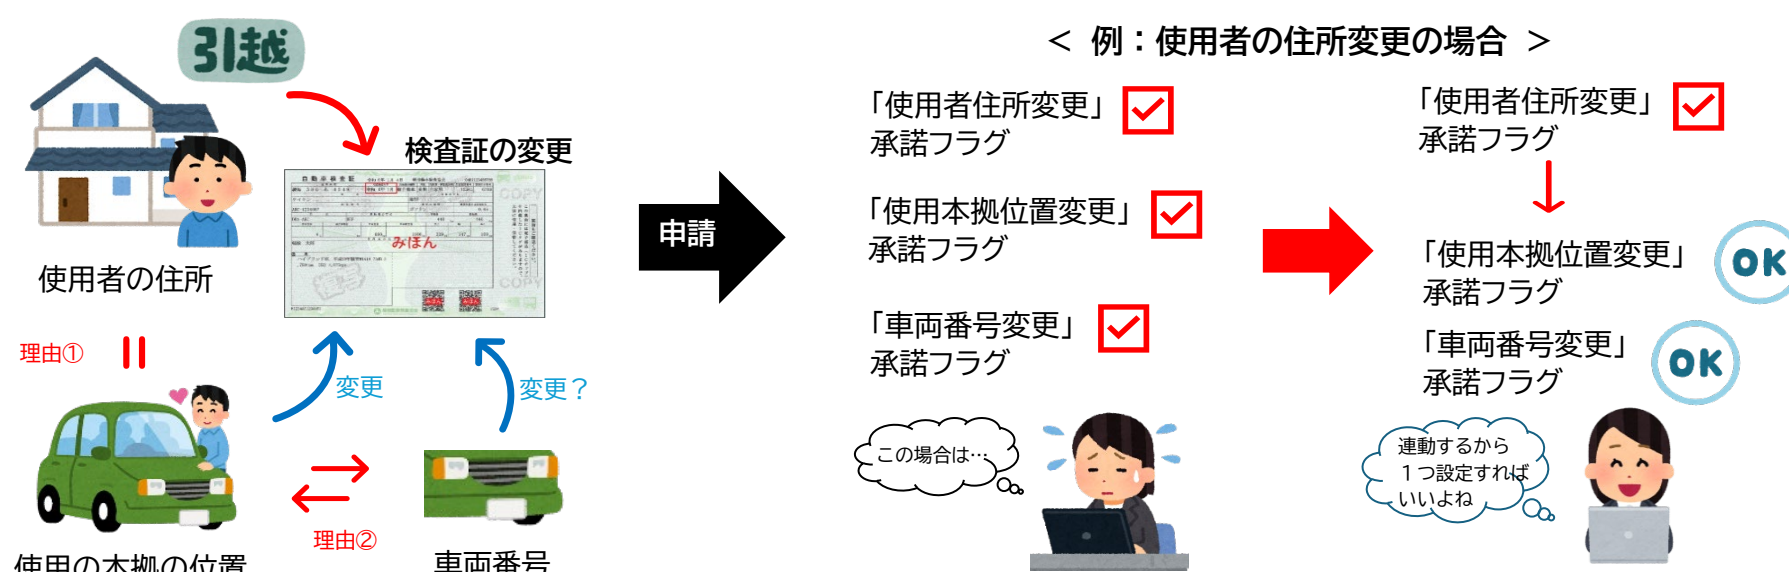 引越
検査証の変更
自動車検査証
COPY
みほん
COPY
使用者の住所
理由①
変更
変更？
理由②
使用の本拠の位置
車両番号
申請
＜ 例：使用者の住所変更の場合 ＞
「使用者住所変更」
承諾フラグ
「使用本拠位置変更」
承諾フラグ
「車両番号変更」
承諾フラグ
この場合は…
「使用者住所変更」
承諾フラグ
「使用本拠位置変更」
承諾フラグ
OK
「車両番号変更」
承諾フラグ
OK
連動するから
１つ設定すれば
いいよね